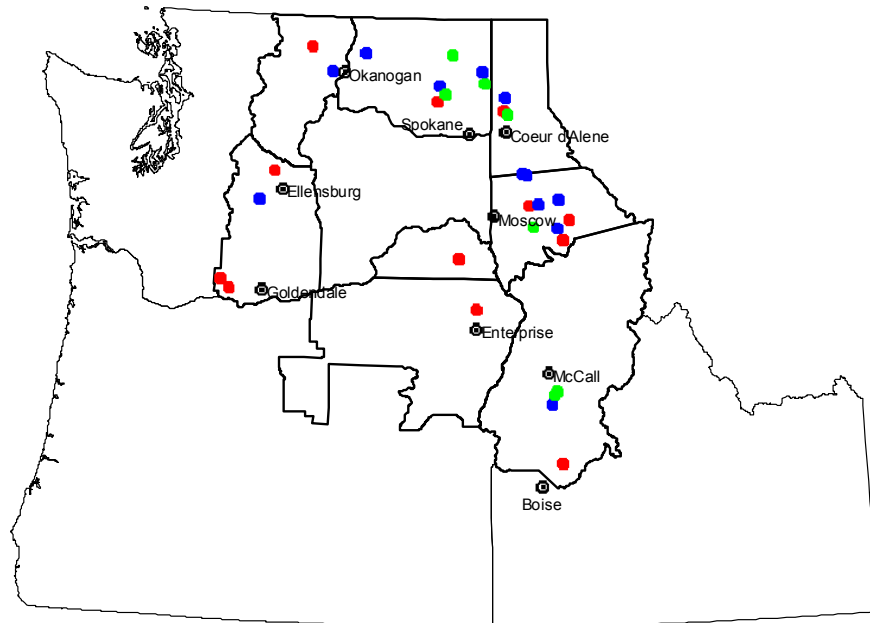 Okanogan
Spokane
Coeur d'Alene
Ellensburg
Moscow
Goldendale
Enterprise
McCall
Boise